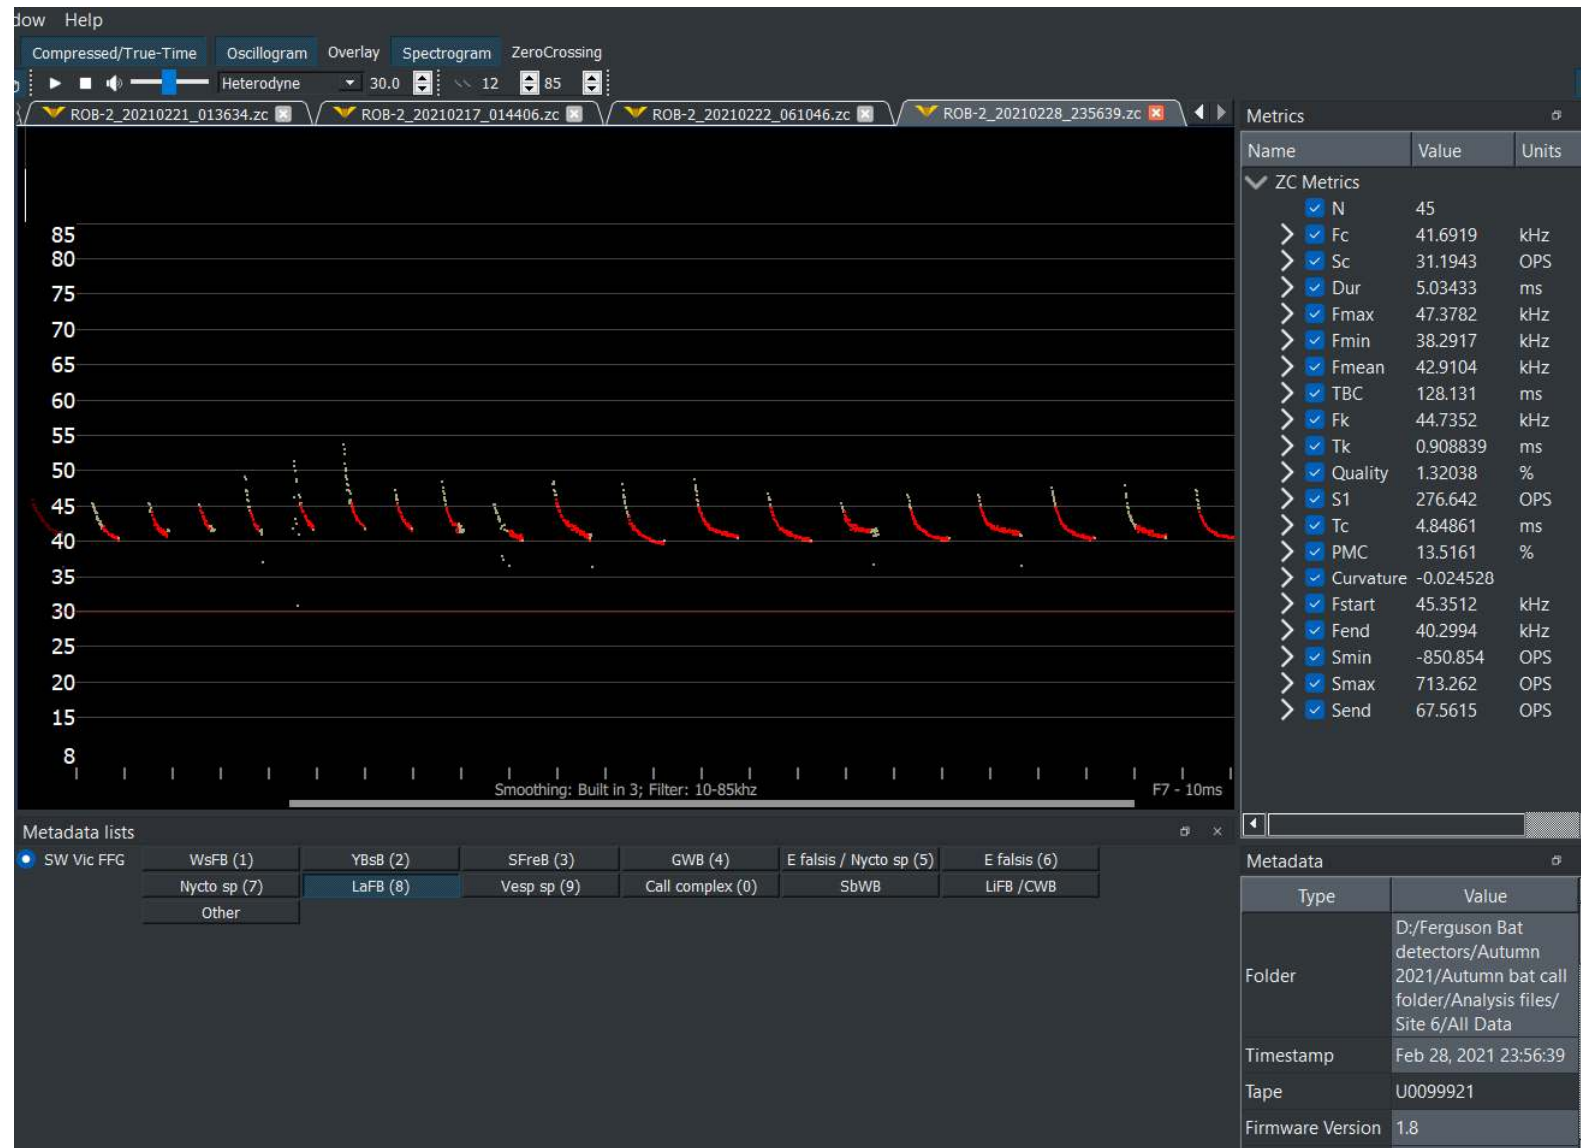 dow Help
Compressed/True-Time Oscillogram Overlay Spectrogram ZeroCrossing
Heterodyne 30.0 12 85
ROB-2_20210221_013634.zc ROB-2_20210217_014406.zc ROB-2_20210222_061046.zc ROB-2_20210228_235639.zc
85
80
75
70
65
60
55
50
45
40
35
30
25
20
15
8
Smoothing: Built in 3; Filter: 10-85khz F7 - 10ms
Metrics
Name Value Units
ZC Metrics
N 45
Fc 41.6919 kHz
Sc 31.1943 OPS
Dur 5.03433 ms
Fmax 47.3782 kHz
Fmin 38.2917 kHz
Fmean 42.9104 kHz
TBC 128.131 ms
Fk 44.7352 kHz
Tk 0.908839 ms
Quality 1.32038 %
S1 276.642 OPS
Tc 4.84861 ms
PMC 13.5161 %
Curvature -0.024528
Fstart 45.3512 kHz
Fend 40.2994 kHz
Smin -850.854 OPS
Smax 713.262 OPS
Send 67.5615 OPS
Metadata lists
SW Vic FFG WsFB (1) YBsB (2) SFreB (3) GWB (4) E falsis / Nycto sp (5) E falsis (6)
Nycto sp (7) LaFB (8) Vesp sp (9) Call complex (0) SbWB LiFB /CWB
Other
Metadata
Type Value
Folder D:/Ferguson Bat
detectors/Autumn
2021/Autumn bat call
folder/Analysis files/
Site 6/All Data
Timestamp Feb 28, 2021 23:56:39
Tape U0099921
Firmware Version 1.8